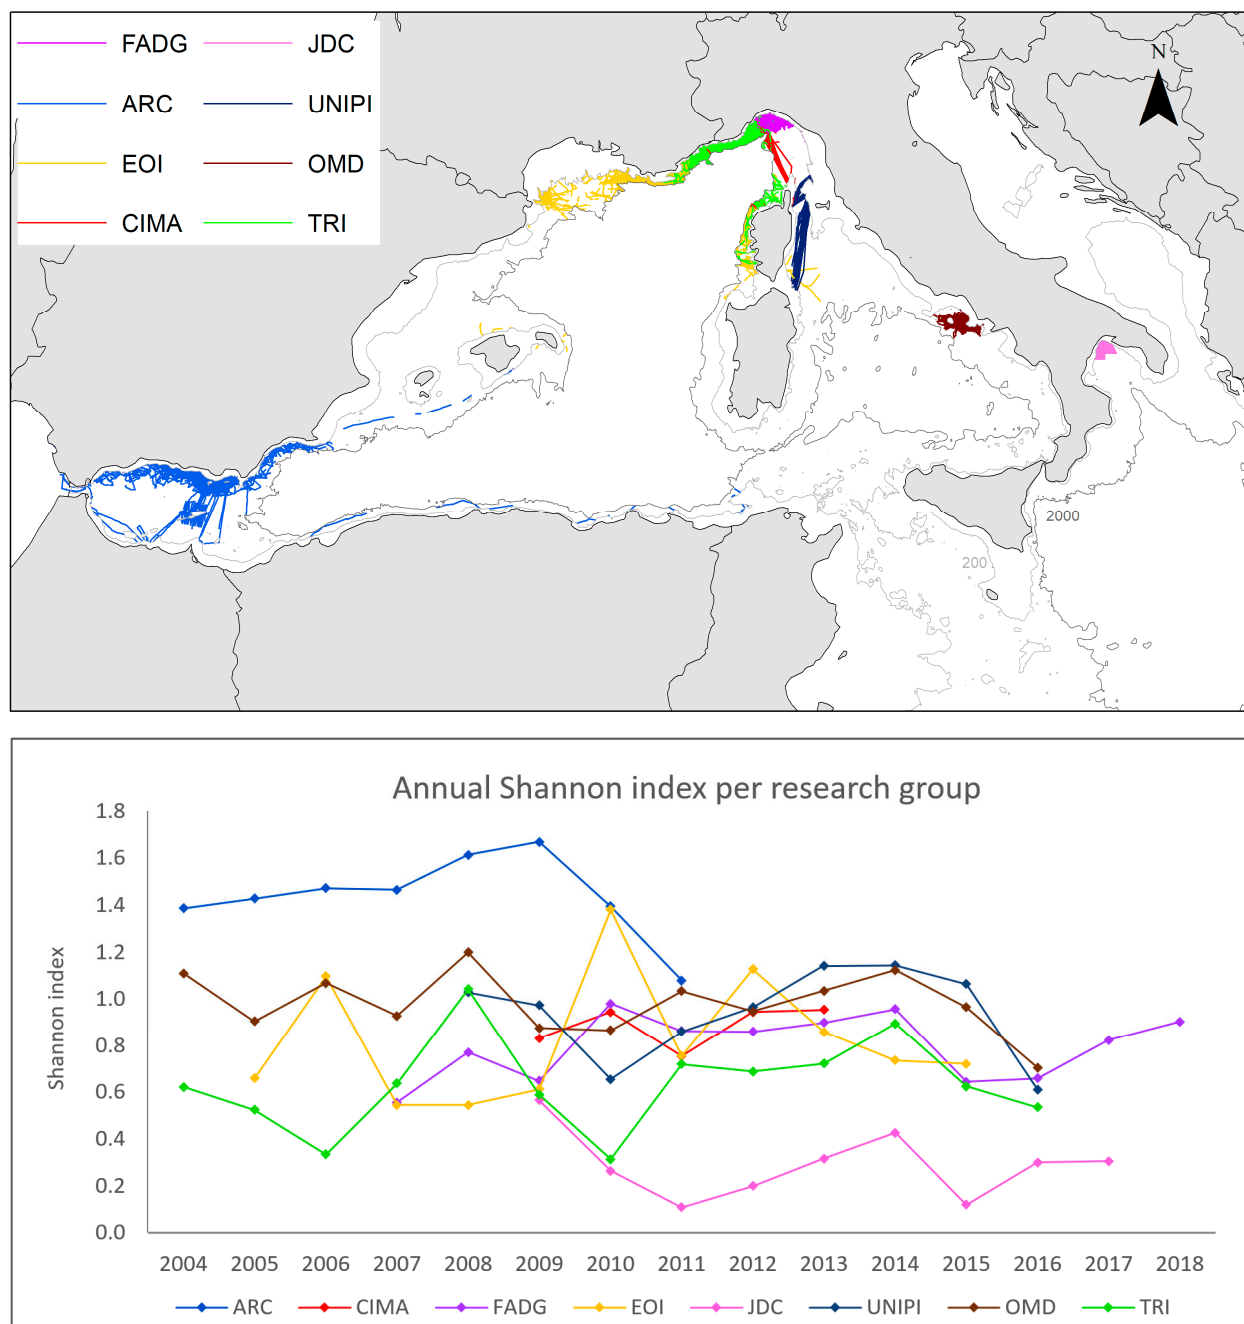 FADG JDC
N
ARC UNIPI
EOI OMD
CIMA TRI
2000
200
Annual Shannon index per research group
1.8
1.6
1.4
1.2
1.0
0.8
0.6
0.4
0.2
0.0
Shannon index
2004 2005 2006 2007 2008 2009 2010 2011 2012 2013 2014 2015 2016 2017 2018
ARC CIMA FADG EOI JDC UNIPI OMD TRI